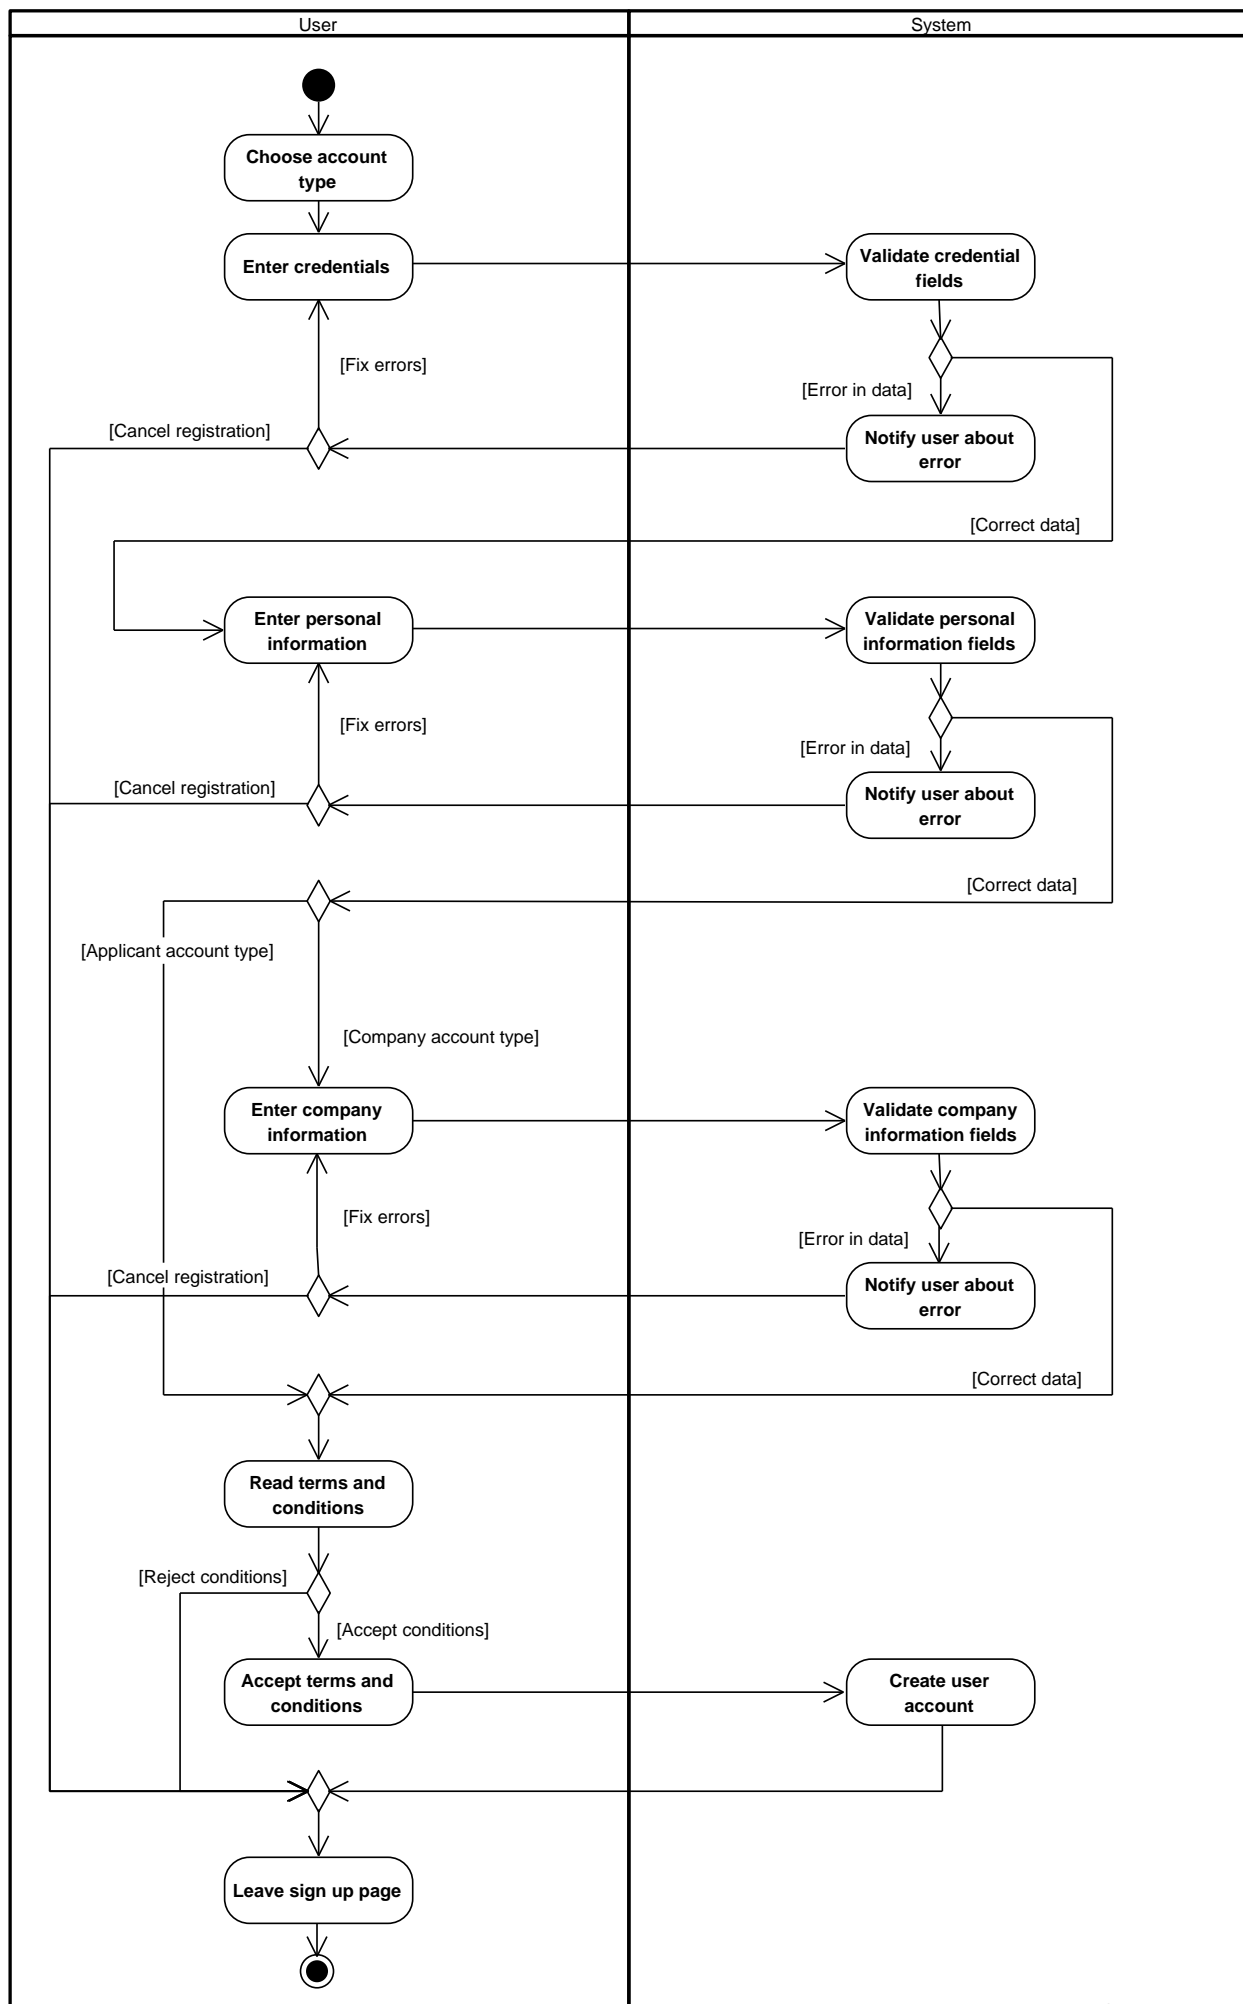 User
System
Choose account
type
Enter credentials
Validate credential
fields
[Fix errors]
[Error in data]
[Cancel registration]
Notify user about
error
[Correct data]
Enter personal
information
Validate personal
information fields
[Fix errors]
[Error in data]
[Cancel registration]
Notify user about
error
[Correct data]
[Applicant account type]
[Company account type]
Enter company
information
Validate company
information fields
[Fix errors]
[Error in data]
[Cancel registration]
Notify user about
error
[Correct data]
Read terms and
conditions
[Reject conditions]
[Accept conditions]
Accept terms and
conditions
Create user
account
Leave sign up page